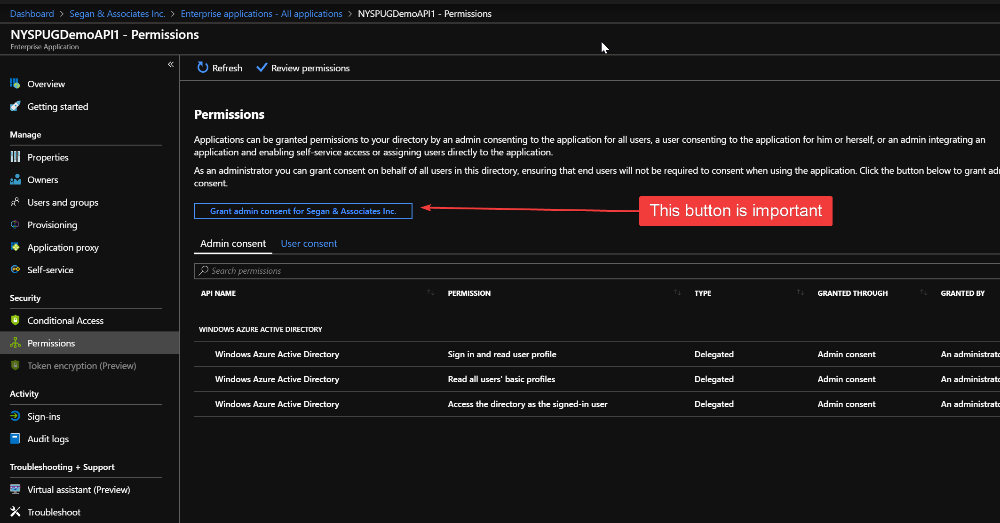 Dashboard > Segan & Associates Inc. > Enterprise applications - All applications > NYSPUGDemoAPI1 - Permissions
NYSPUGDemoAPI1 - Permissions
Enterprise Application
«
Overview
Getting started
Manage
Properties
Owners
Users and groups
Provisioning
Application proxy
Self-service
Security
Conditional Access
Permissions
Token encryption (Preview)
Activity
Sign-ins
Audit logs
Troubleshooting + Support
Virtual assistant (Preview)
Troubleshoot
Refresh Review permissions
Permissions
Applications can be granted permissions to your directory by an admin consenting to the application for all users, a user consenting to the application for him or herself, or an admin integrating an
application and enabling self-service access or assigning users directly to the application.
As an administrator you can grant consent on behalf of all users in this directory, ensuring that end users will not be required to consent when using the application. Click the button below to grant
consent.
Grant admin consent for Segan & Associates Inc.
This button is important
Admin consent User consent
Search permissions
API NAME PERMISSION TYPE GRANTED THROUGH GRANTED BY
WINDOWS AZURE ACTIVE DIRECTORY
Windows Azure Active Directory Sign in and read user profile Delegated Admin consent An
Windows Azure Active Directory Read all users' basic profiles Delegated Admin consent An
Windows Azure Active Directory Access the directory as the signed-in user Delegated Admin consent An